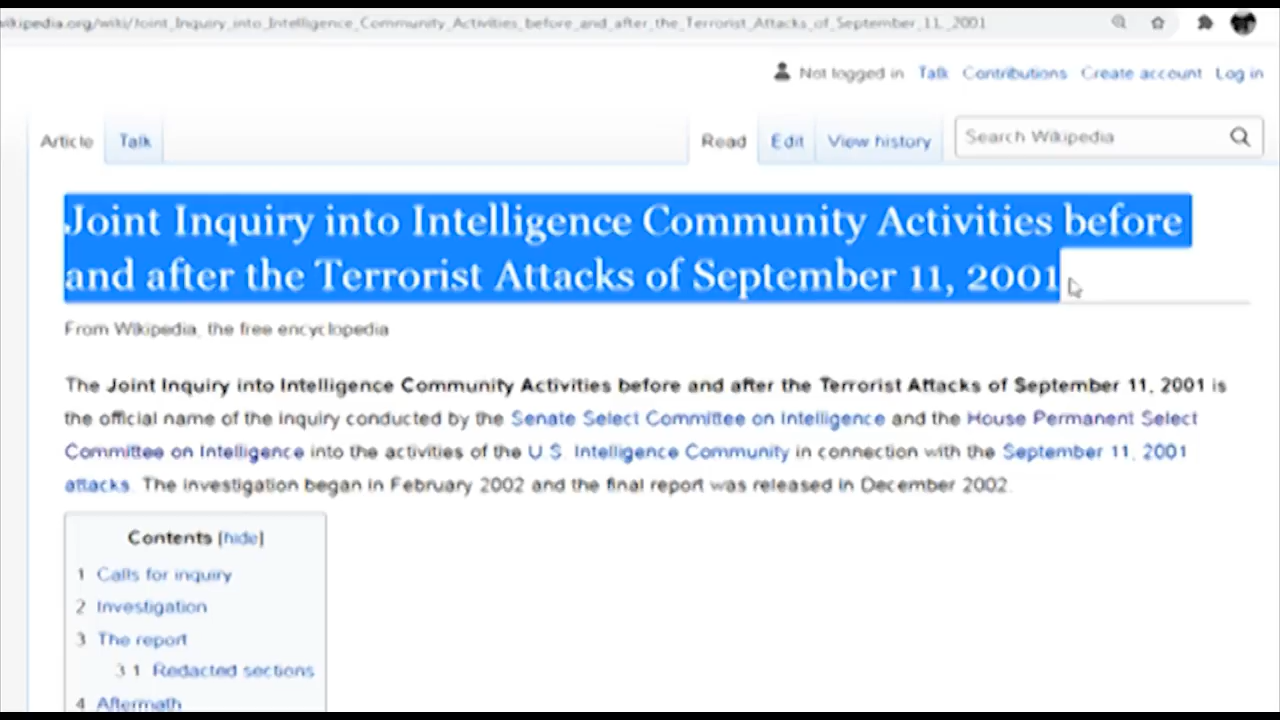 wikipedia.org/wiki/Joint_Inquiry_into_Intelligence_Community_Activities_before_and_after_the_Terrorist_Attacks_of_September_11,_2001
Not logged in Talk Contributions Create account Log in
Article Talk Read Edit View history Search Wikipedia
Joint Inquiry into Intelligence Community Activities before
and after the Terrorist Attacks of September 11, 2001
From Wikipedia, the free encyclopedia
The Joint Inquiry into Intelligence Community Activities before and after the Terrorist Attacks of September 11, 2001 is
the official name of the inquiry conducted by the Senate Select Committee on Intelligence and the House Permanent Select
Committee on Intelligence into the activities of the U.S. Intelligence Community in connection with the September 11, 2001
attacks. The investigation began in February 2002 and the final report was released in December 2002.
Contents [hide]
1 Calls for inquiry
2 Investigation
3 The report
3.1 Redacted sections
4 Aftermath